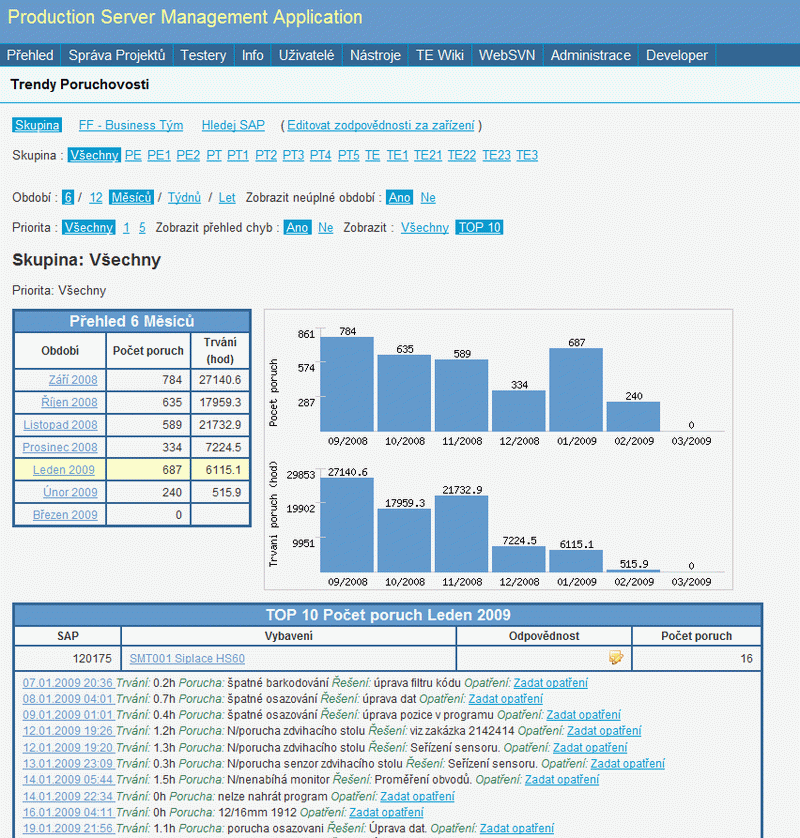 Production Server Management Application
Přehled Správa Projektů Testery Info Uživatelé Nástroje TE Wiki WebSVN Administrace Developer
Trendy Poruchovosti
Skupina FF - Business Tým Hledej SAP ( Editovat zodpovědnosti za zařízení )
Skupina : Všechny PE PE1 PE2 PT PT1 PT2 PT3 PT4 PT5 TE TE1 TE21 TE22 TE23 TE3
Období : 6 / 12 Měsíců / Týdnů / Let Zobrazit neúplné období : Ano Ne
Priorita : Všechny 1 5 Zobrazit přehled chyb : Ano Ne Zobrazit : Všechny TOP 10
Skupina: Všechny
Priorita: Všechny
Přehled 6 Měsíců
Období Počet poruch Trvání (hod)
Září 2008 784 27140.6
Říjen 2008 635 17959.3
Listopad 2008 589 21732.9
Prosinec 2008 334 7224.5
Leden 2009 687 6115.1
Únor 2009 240 515.9
Březen 2009 0
Pocet poruch
861
574
287
784 635 589 334 687 240 0
09/2008 10/2008 11/2008 12/2008 01/2009 02/2009 03/2009
Trvani poruch (hod)
29853
19902
9951
27140.6 17959.3 21732.9 7224.5 6115.1 515.9 0
09/2008 10/2008 11/2008 12/2008 01/2009 02/2009 03/2009
TOP 10 Počet poruch Leden 2009
SAP Vybavení Odpovědnost Počet poruch
120175 SMT001 Siplace HS60 16
07.01.2009 20:36 Trvání: 0.2h Porucha: špatné barkodování Řešení: úprava filtru kódu Opatření: Zadat opatření
08.01.2009 04:01 Trvání: 0.7h Porucha: špatné osazování Řešení: úprava dat Opatření: Zadat opatření
09.01.2009 01:01 Trvání: 0.4h Porucha: špatné osazování Řešení: úprava pozice v programu Opatření: Zadat opatření
12.01.2009 19:26 Trvání: 1.2h Porucha: N/porucha zdvihacího stolu Řešení: viz zakázka 2142414 Opatření: Zadat opatření
12.01.2009 19:20 Trvání: 1.3h Porucha: N/porucha zdvihacího stolu Řešení: Seřízení sensoru. Opatření: Zadat opatření
13.01.2009 23:09 Trvání: 0.3h Porucha: N/porucha senzor zdvihacího stolu Řešení: Seřízení sensoru. Opatření: Zadat opatření
14.01.2009 05:44 Trvání: 1.5h Porucha: N/nenabíhá monitor Řešení: Proměření obvodů. Opatření: Zadat opatření
14.01.2009 22:34 Trvání: 0h Porucha: nelze nahrát program Opatření: Zadat opatření
16.01.2009 04:11 Trvání: 0h Porucha: 12/16mm 1912 Opatření: Zadat opatření
19.01.2009 21:56 Trvání: 1.1h Porucha: porucha osazovani Řešení: Úprava dat. Opatření: Zadat opatření